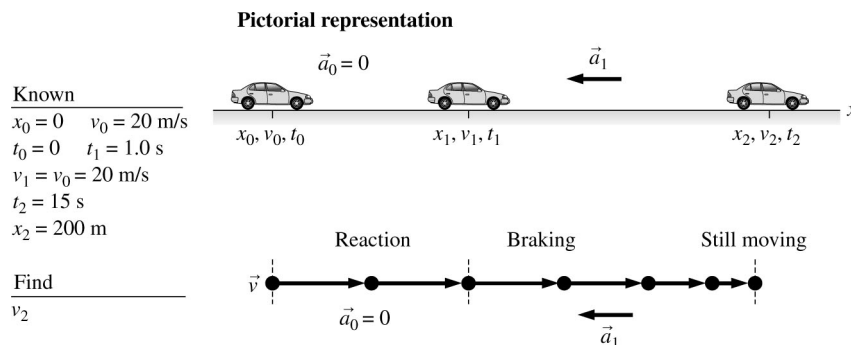 Pictorial representation
a⃗₀ = 0
a⃗₁
x
x₀, v₀, t₀ x₁, v₁, t₁ x₂, v₂, t₂
Known
x₀ = 0 v₀ = 20 m/s
t₀ = 0 t₁ = 1.0 s
v₁ = v₀ = 20 m/s
t₂ = 15 s
x₂ = 200 m
Find
v₂
Reaction Braking Still moving
v⃗
a⃗₀ = 0
a⃗₁